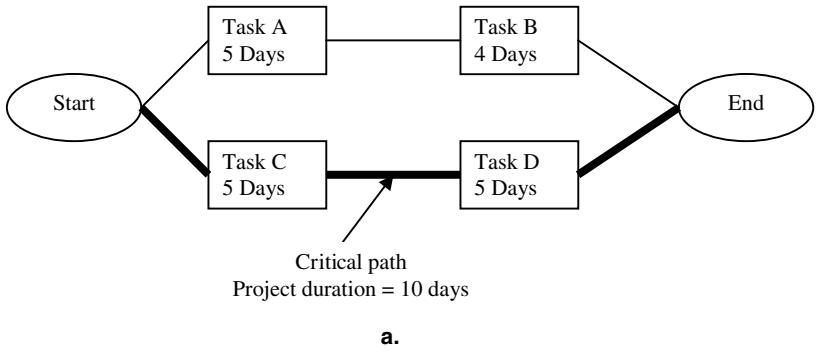 Task A
5 Days
Task B
4 Days
Start
End
Task C
5 Days
Task D
5 Days
Critical path
Project duration = 10 days
a.